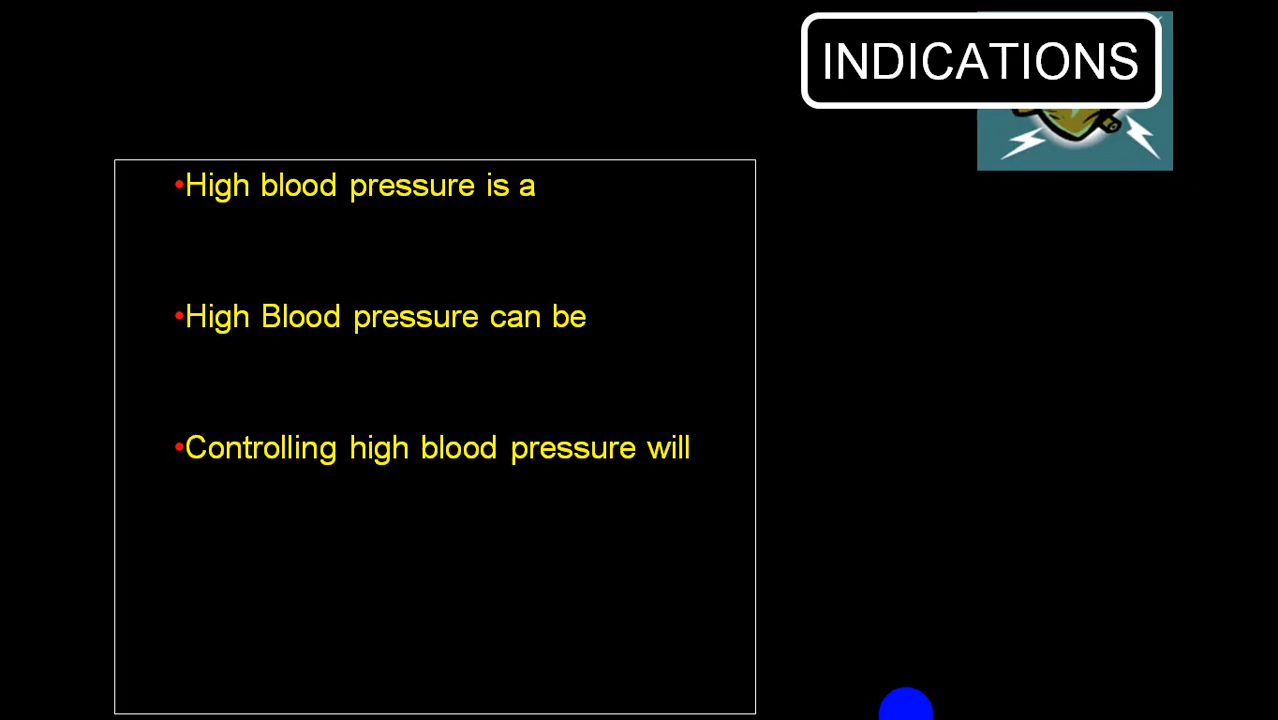 INDICATIONS
•High blood pressure is a
•High Blood pressure can be
•Controlling high blood pressure will